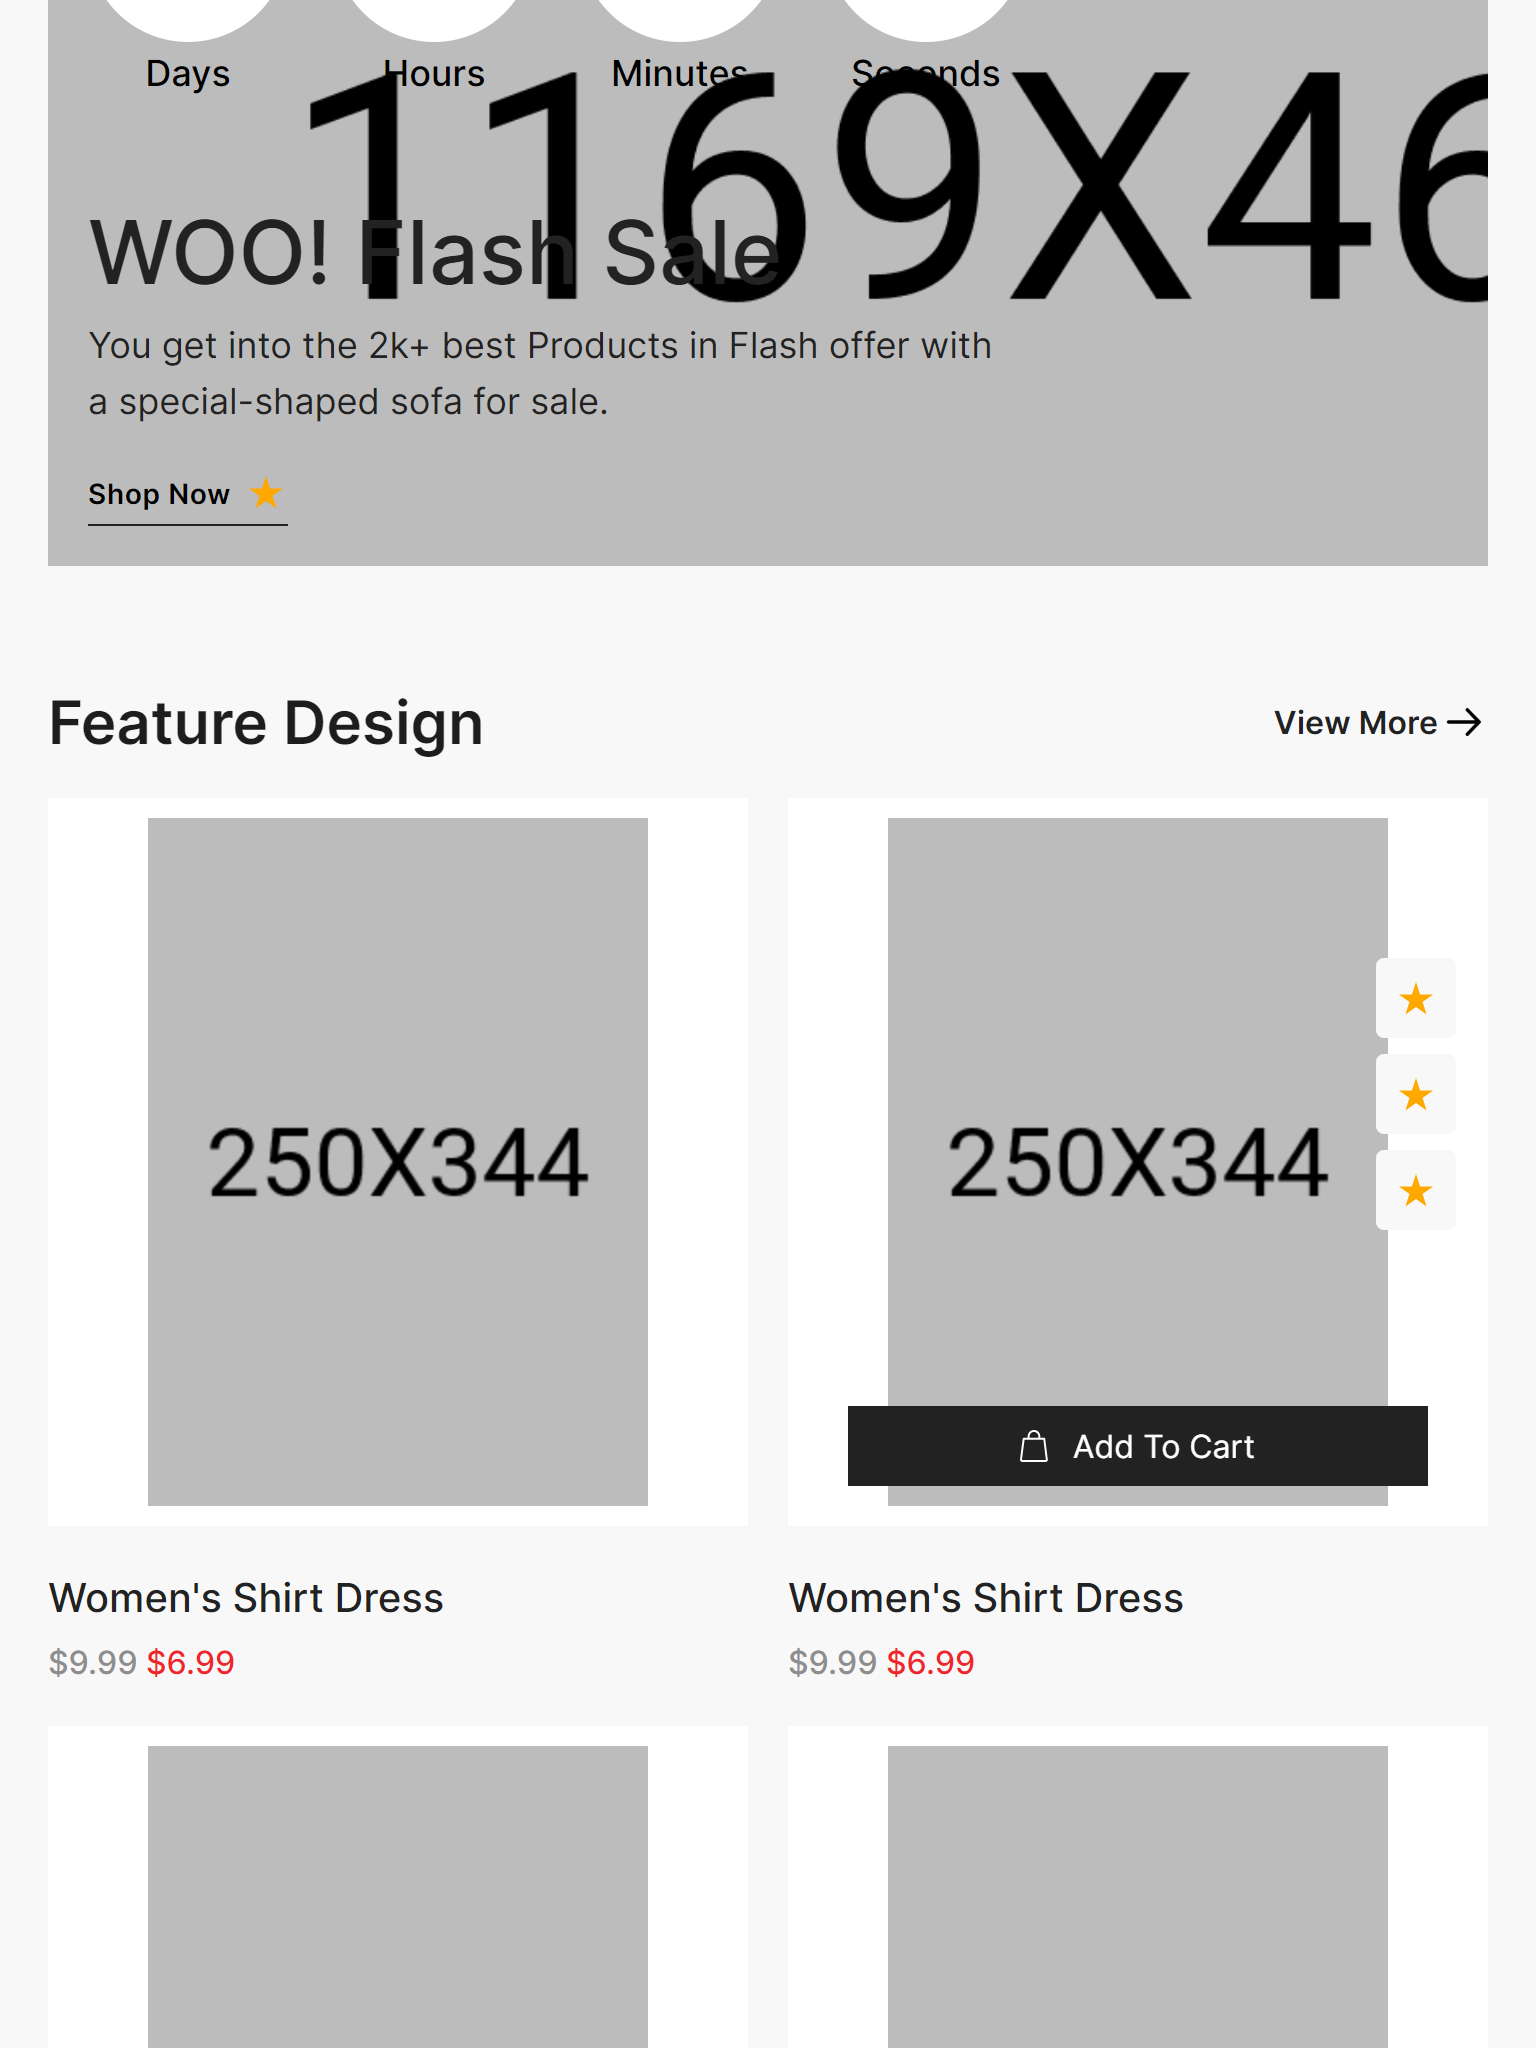 Days Hours Minutes Seconds
1169X46
WOO! Flash Sale
You get into the 2k+ best Products in Flash offer with
a special-shaped sofa for sale.
Shop Now
Feature Design
View More
250X344
250X344
Add To Cart
Women's Shirt Dress
$9.99 $6.99
Women's Shirt Dress
$9.99 $6.99